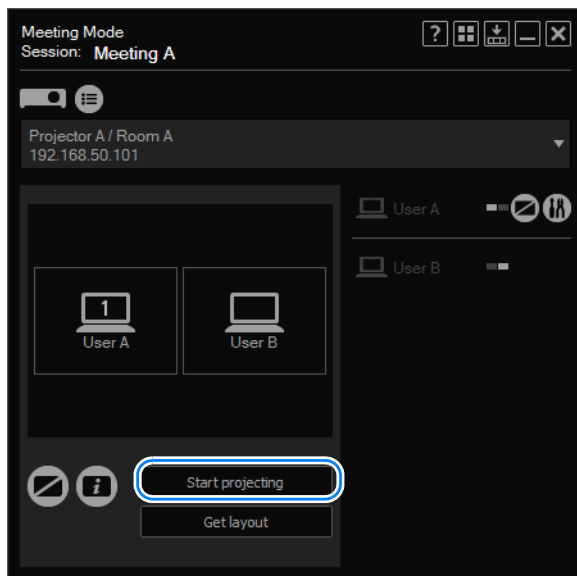 Meeting Mode
Session: Meeting A
?
Projector A / Room A
192.168.50.101
User A
User B
1
User A
User B
i
Start projecting
Get layout